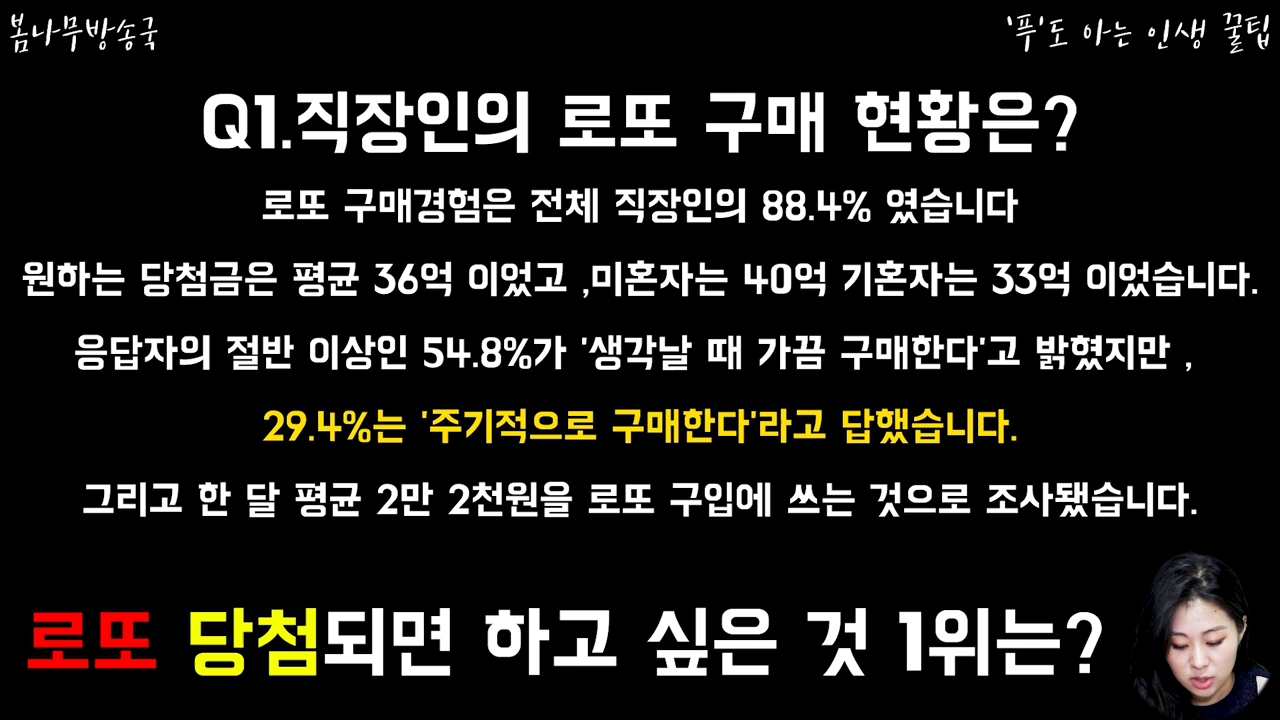 봄나무방송국
'푸'도 아는 인생 꿀팁
Q1.직장인의 로또 구매 현황은?
로또 구매경험은 전체 직장인의 88.4% 였습니다
원하는 당첨금은 평균 36억 이었고 ,미혼자는 40억 기혼자는 33억 이었습니다.
응답자의 절반 이상인 54.8%가 '생각날 때 가끔 구매한다'고 밝혔지만 ,
29.4%는 '주기적으로 구매한다'라고 답했습니다.
그리고 한 달 평균 2만 2천원을 로또 구입에 쓰는 것으로 조사됐습니다.
로또 당첨되면 하고 싶은 것 1위는?